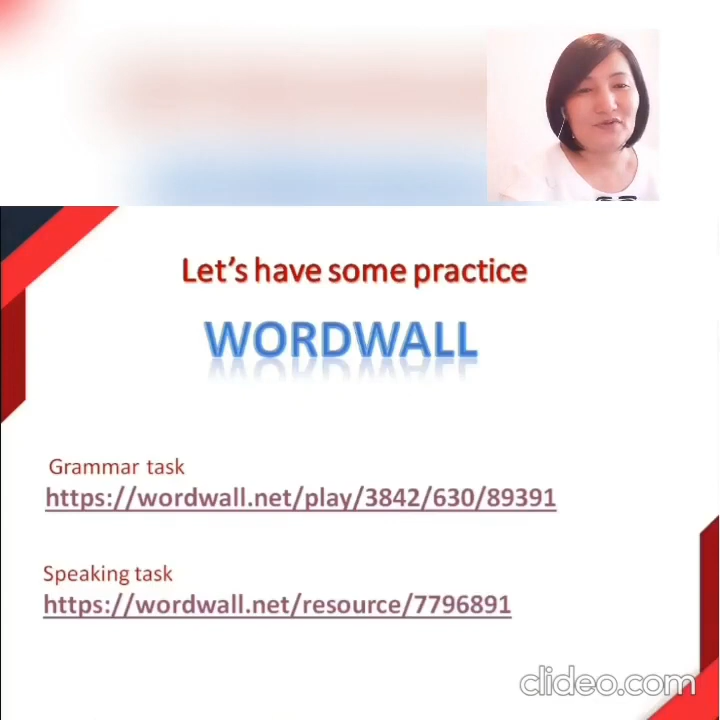 Let's have some practice
WORDWALL
Grammar task
https://wordwall.net/play/3842/630/89391
Speaking task
https://wordwall.net/resource/7796891
clideo.com